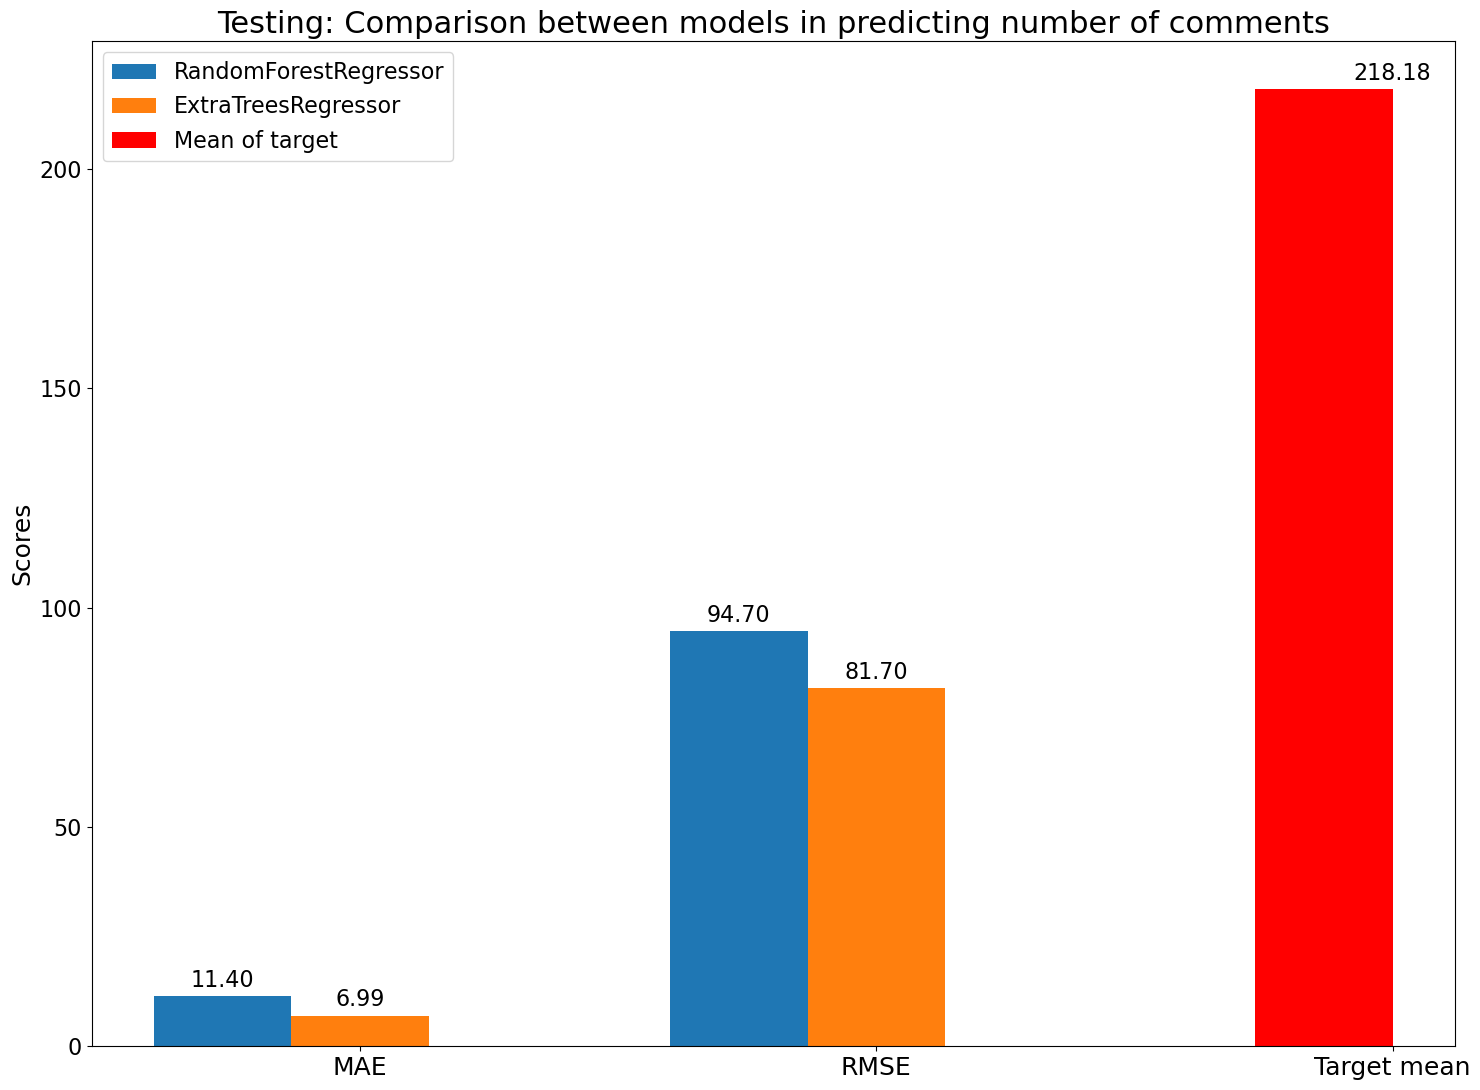 Testing: Comparison between models in predicting number of comments
RandomForestRegressor
ExtraTreesRegressor
Mean of target
218.18
200
150
100
50
0
Scores
94.70
81.70
11.40
6.99
MAE
RMSE
Target mean